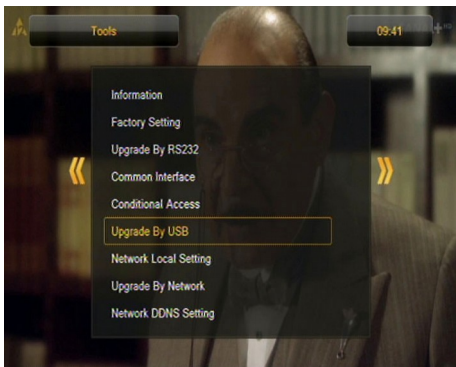 Tools
09:41
Information
Factory Setting
Upgrade By RS232
Common Interface
Conditional Access
Upgrade By USB
Network Local Setting
Upgrade By Network
Network DDNS Setting